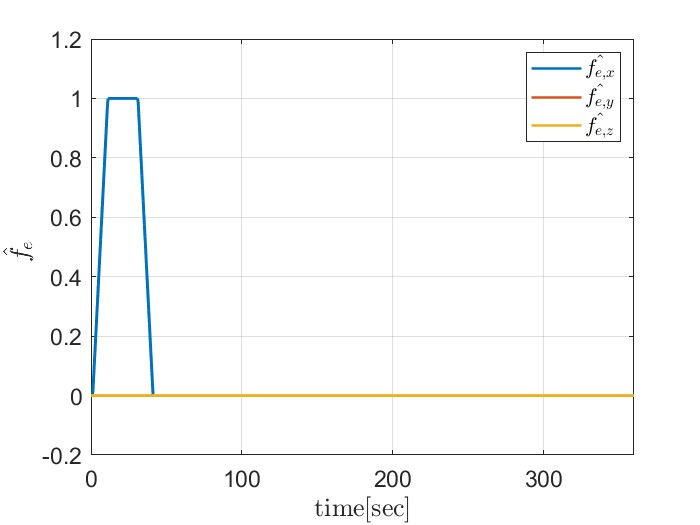 1.2
1
0.8
0.6
0.4
0.2
0
-0.2
0 100 200 300
time[sec]
f̂_e
f̂_{e,x}
f̂_{e,y}
f̂_{e,z}